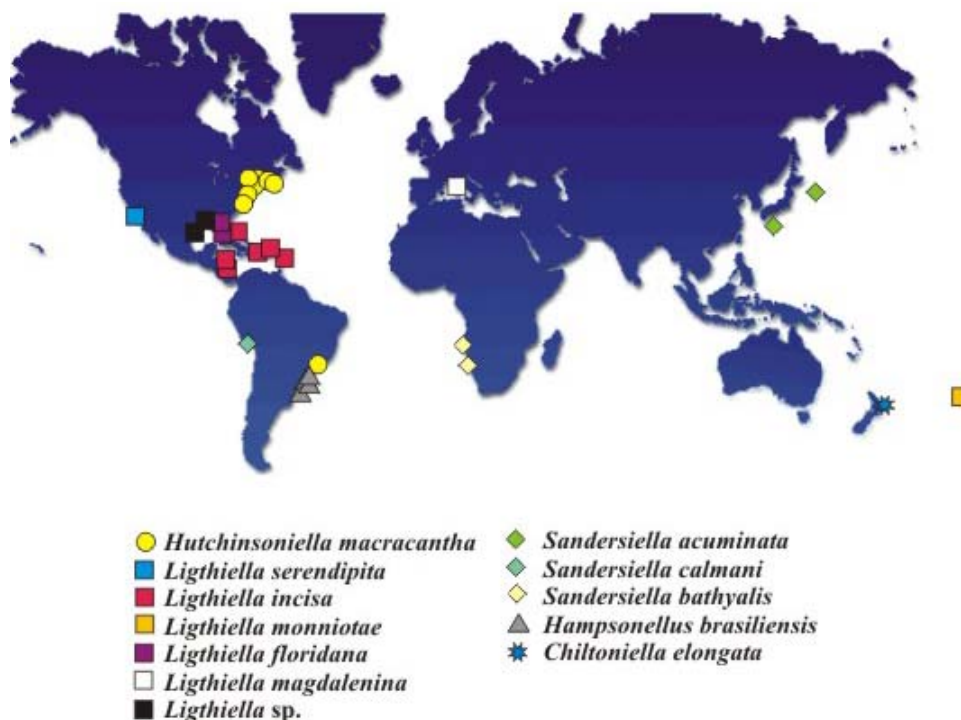 Hutchinsoniella macracantha
Ligthiella serendipita
Ligthiella incisa
Ligthiella monniotae
Ligthiella floridana
Ligthiella magdalenina
Ligthiella sp.
Sandersiella acuminata
Sandersiella calmani
Sandersiella bathyalis
Hampsonellus brasiliensis
Chiltoniella elongata